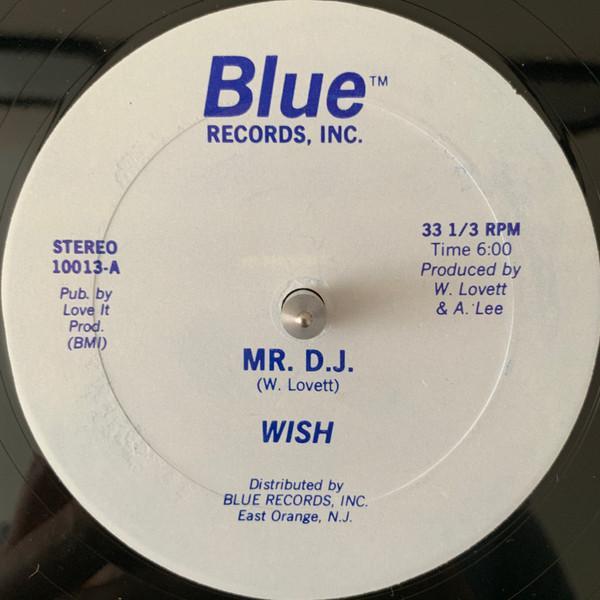 Blue™
RECORDS, INC.
STEREO
10013-A
Pub. by
Love It
Prod.
(BMI)
33 1/3 RPM
Time 6:00
Produced by
W. Lovett
& A. Lee
MR. D.J.
(W. Lovett)
WISH
Distributed by
BLUE RECORDS, INC.
East Orange, N.J.